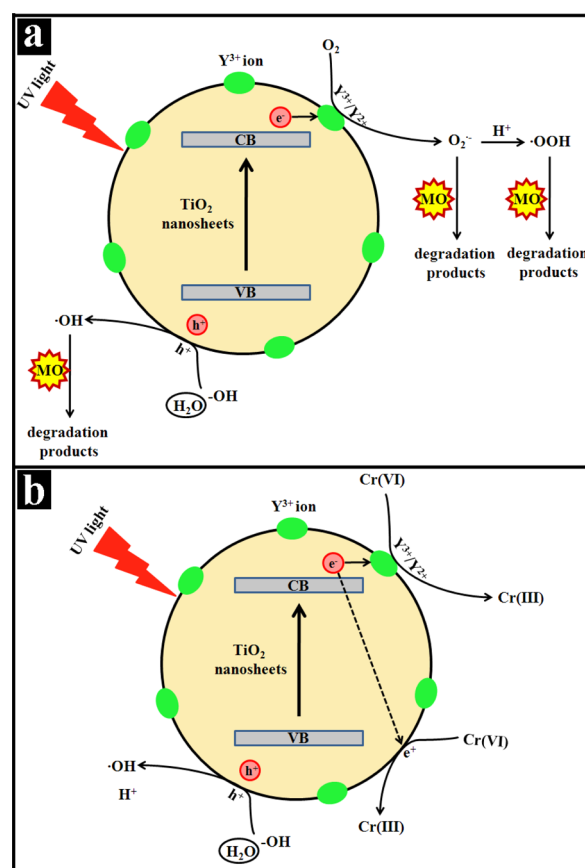 a
UV light
Y³⁺ ion
O₂
Y³⁺/Y²⁺
e⁻
CB
O₂·⁻
H⁺
·OOH
TiO₂
nanosheets
MO
MO
degradation
products
degradation
products
VB
h⁺
·OH
h⁺
MO
H₂O
-OH
degradation
products
b
UV light
Y³⁺ ion
Cr(VI)
Y³⁺/Y²⁺
e⁻
CB
Cr(III)
TiO₂
nanosheets
VB
e⁺
Cr(VI)
·OH
h⁺
H⁺
h⁺
Cr(III)
H₂O
-OH